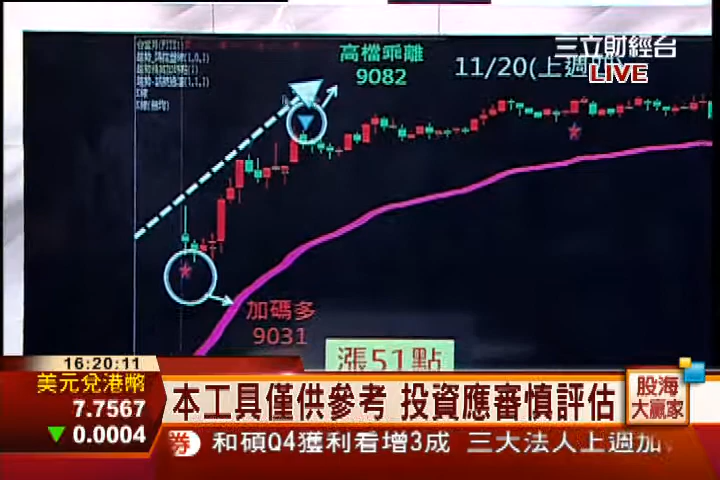 三立財經台
LIVE
高檔乖離
9082
11/20(上週
加碼多
9031
漲51點
16:20:11
美元兌港幣
7.7567
▼0.0004
本工具僅供參考 投資應審慎評估
股海
大贏家
券 和碩Q4獲利看增3成 三大法人上週加